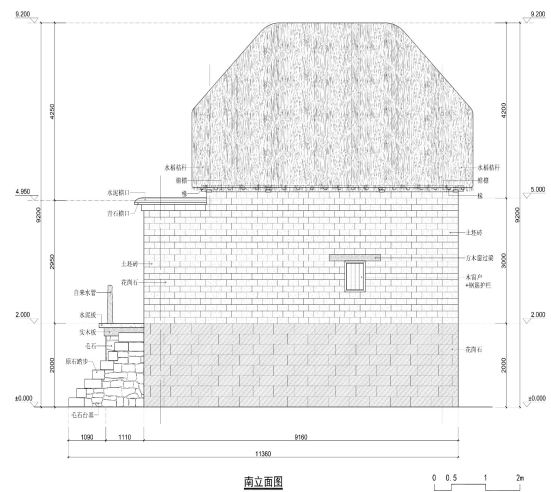 9.200
9.200
4250
4200
水稻秸秆
檐檩
椽
水稻秸秆
檐檩
椽
4.950
水泥檐口
青石檐口
5.000
9200
9200
土坯砖
土坯砖
花岗石
方木窗过梁
木窗户
+钢筋护栏
2950
3000
自来水管
水泥板
实木板
毛石
原石踏步
毛石台基
2.000
2.000
花岗石
2000
2000
±0.000
±0.000
1090
1110
9160
11360
南立面图
0 0.5 1 2m